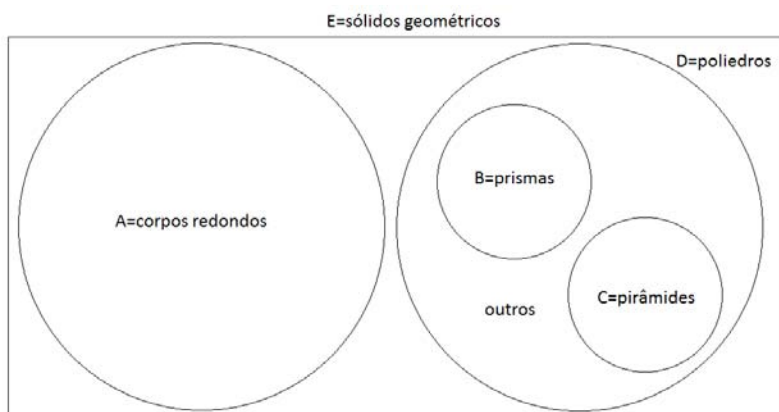 E=sólidos geométricos
D=poliedros
B=prismas
A=corpos redondos
C=pirâmides
outros